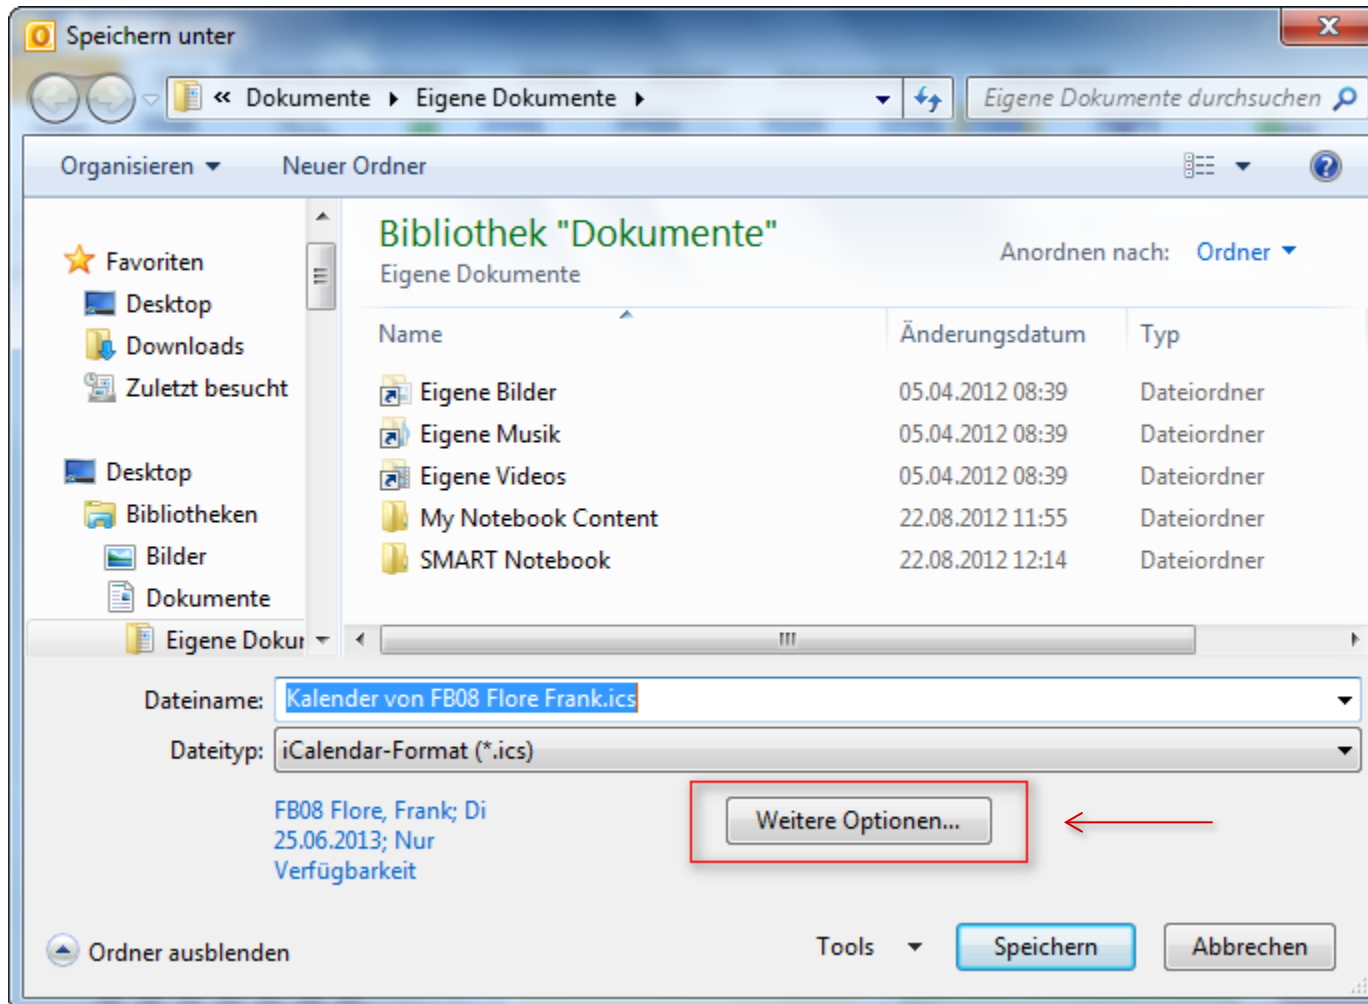 Speichern unter
« Dokumente ▸ Eigene Dokumente ▸
Eigene Dokumente durchsuchen
Organisieren
Neuer Ordner
Favoriten
Desktop
Downloads
Zuletzt besucht
Desktop
Bibliotheken
Bilder
Dokumente
Eigene Dokur
Bibliothek "Dokumente"
Eigene Dokumente
Anordnen nach: Ordner
Name Änderungsdatum Typ
Eigene Bilder 05.04.2012 08:39 Dateiordner
Eigene Musik 05.04.2012 08:39 Dateiordner
Eigene Videos 05.04.2012 08:39 Dateiordner
My Notebook Content 22.08.2012 11:55 Dateiordner
SMART Notebook 22.08.2012 12:14 Dateiordner
Dateiname: Kalender von FB08 Flore Frank.ics
Dateityp: iCalendar-Format (*.ics)
FB08 Flore, Frank; Di
25.06.2013; Nur
Verfügbarkeit
Weitere Optionen...
Ordner ausblenden
Tools
Speichern
Abbrechen